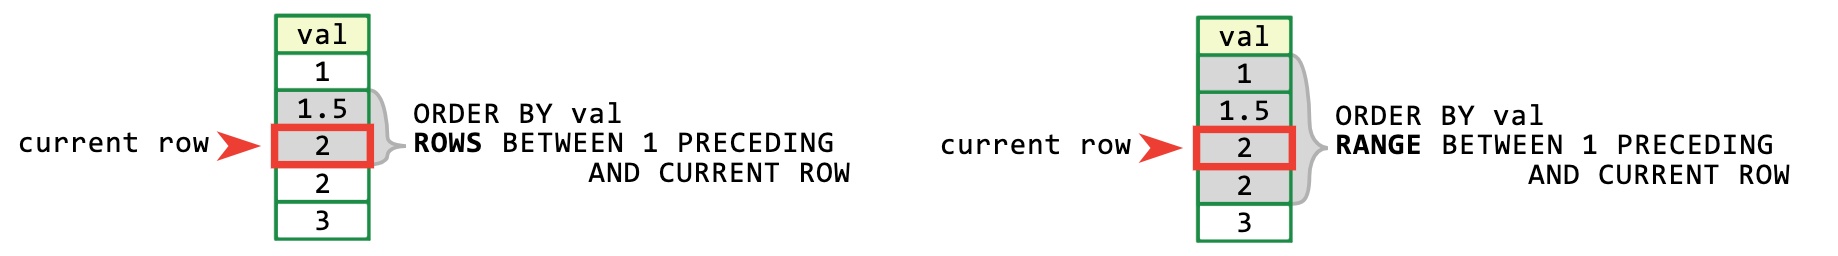 val
1
1.5
2
2
3
current row
ORDER BY val
ROWS BETWEEN 1 PRECEDING
AND CURRENT ROW
val
1
1.5
2
2
3
current row
ORDER BY val
RANGE BETWEEN 1 PRECEDING
AND CURRENT ROW